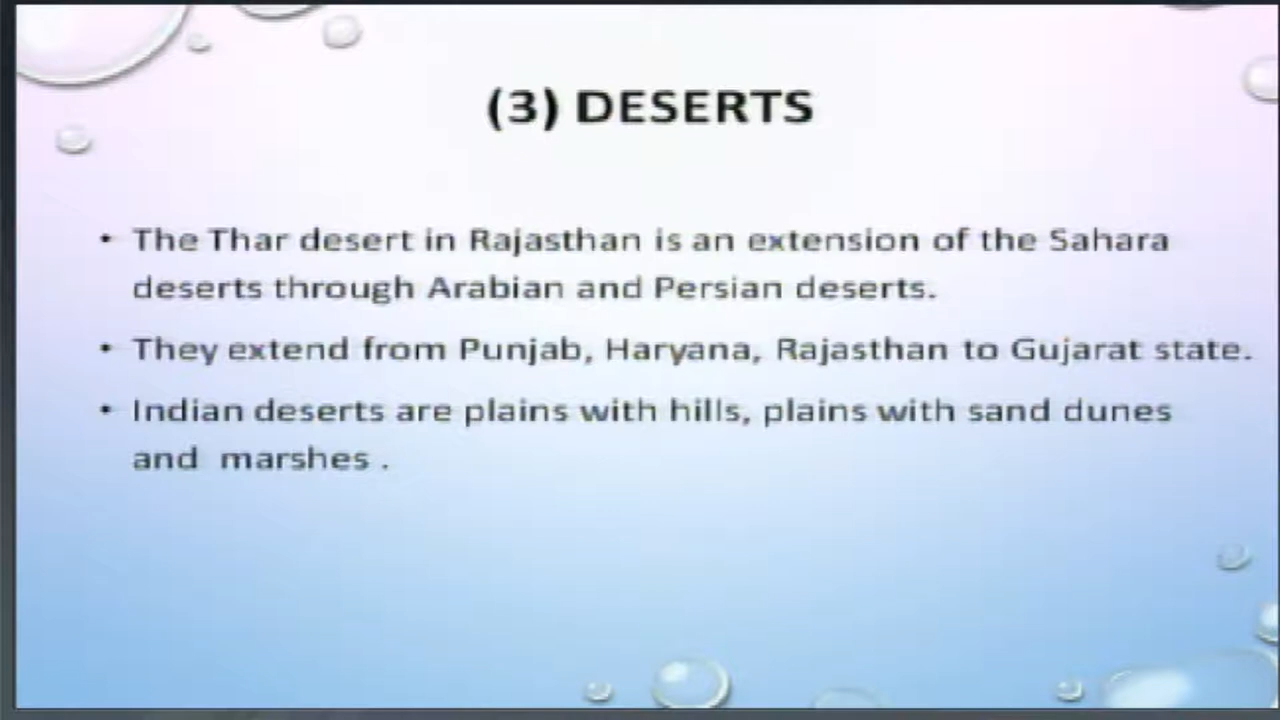 (3) DESERTS
• The Thar desert in Rajasthan is an extension of the Sahara
deserts through Arabian and Persian deserts.
• They extend from Punjab, Haryana, Rajasthan to Gujarat state.
• Indian deserts are plains with hills, plains with sand dunes
and marshes .